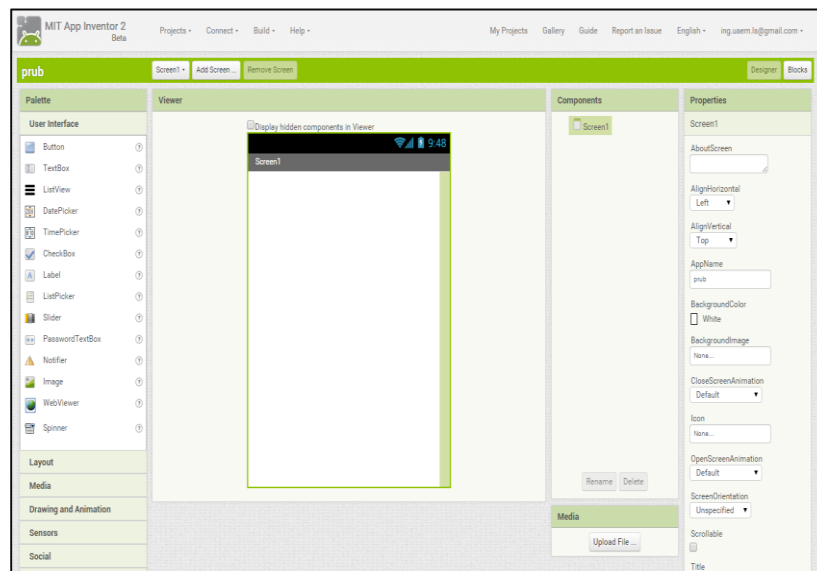 MIT App Inventor 2
Beta
Projects Connect Build Help
My Projects Gallery Guide Report an Issue English ing.usem.ls@gmail.com
prub
Screen1 Add Screen ... Remove Screen
Designer Blocks
Palette
User Interface
Button
TextBox
ListView
DatePicker
TimePicker
CheckBox
Label
ListPicker
Slider
PasswordTextBox
Notifier
Image
WebViewer
Spinner
Layout
Media
Drawing and Animation
Sensors
Social
Viewer
Display hidden components in Viewer
9:48
Screen1
Components
Screen1
Rename Delete
Media
Upload File ...
Properties
Screen1
AboutScreen
AlignHorizontal
Left
AlignVertical
Top
AppName
prub
BackgroundColor
White
BackgroundImage
None...
CloseScreenAnimation
Default
Icon
None...
OpenScreenAnimation
Default
ScreenOrientation
Unspecified
Scrollable
Title